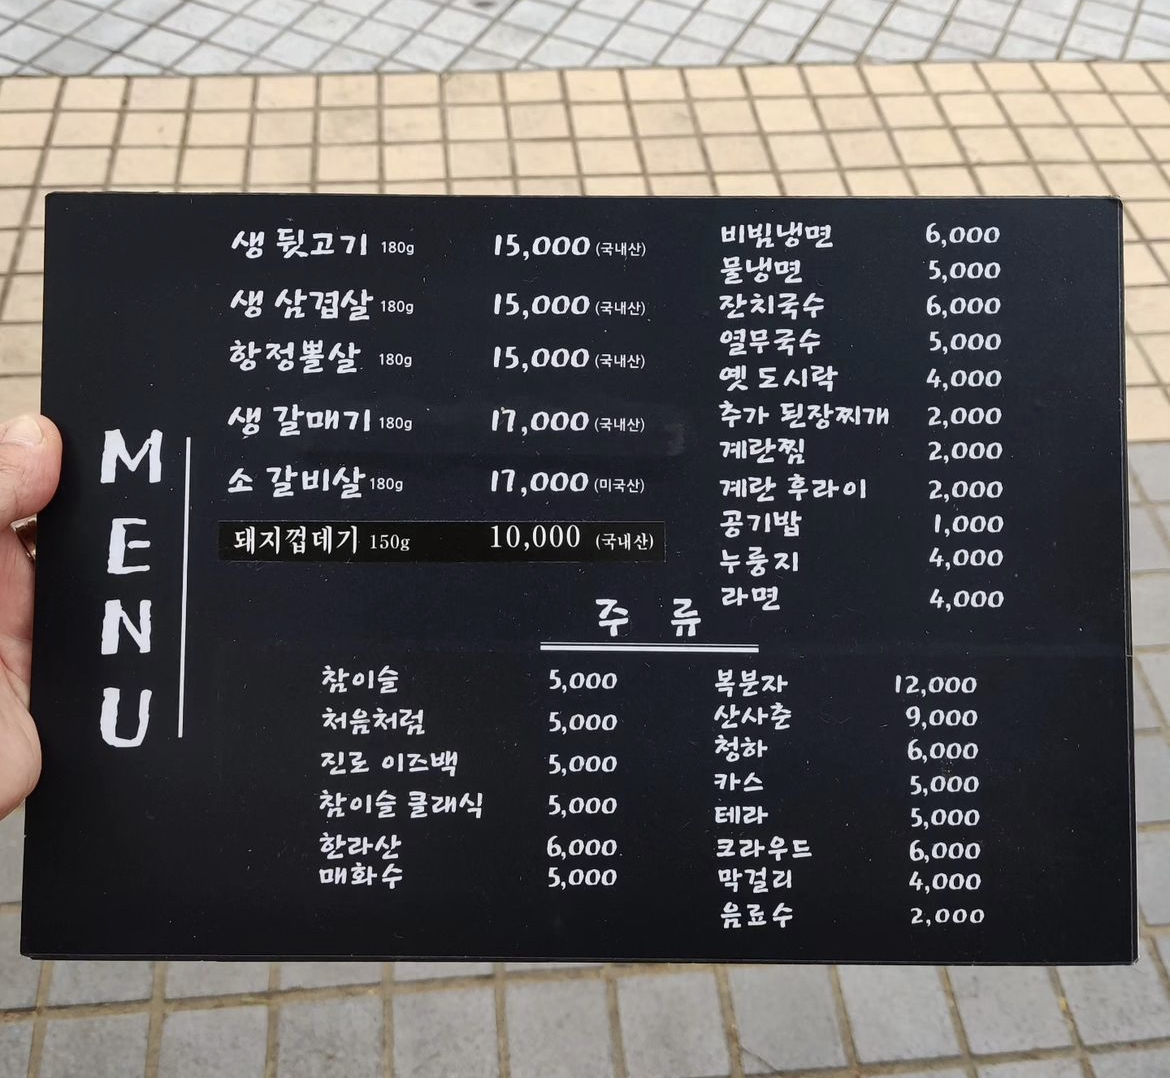 MENU
생 뒷고기 180g 15,000 (국내산)
생 삼겹살 180g 15,000 (국내산)
항정뽈살 180g 15,000 (국내산)
생 갈매기 180g 17,000 (국내산)
소 갈비살 180g 17,000 (미국산)
돼지껍데기 150g 10,000 (국내산)
비빔냉면 6,000
물냉면 5,000
잔치국수 6,000
열무국수 5,000
옛 도시락 4,000
추가 된장찌개 2,000
계란찜 2,000
계란 후라이 2,000
공기밥 1,000
누룽지 4,000
라면 4,000
주 류
참이슬 5,000
처음처럼 5,000
진로 이즈백 5,000
참이슬 클래식 5,000
한라산 6,000
매화수 5,000
복분자 12,000
산사춘 9,000
청하 6,000
카스 5,000
테라 5,000
크라우드 6,000
막걸리 4,000
음료수 2,000